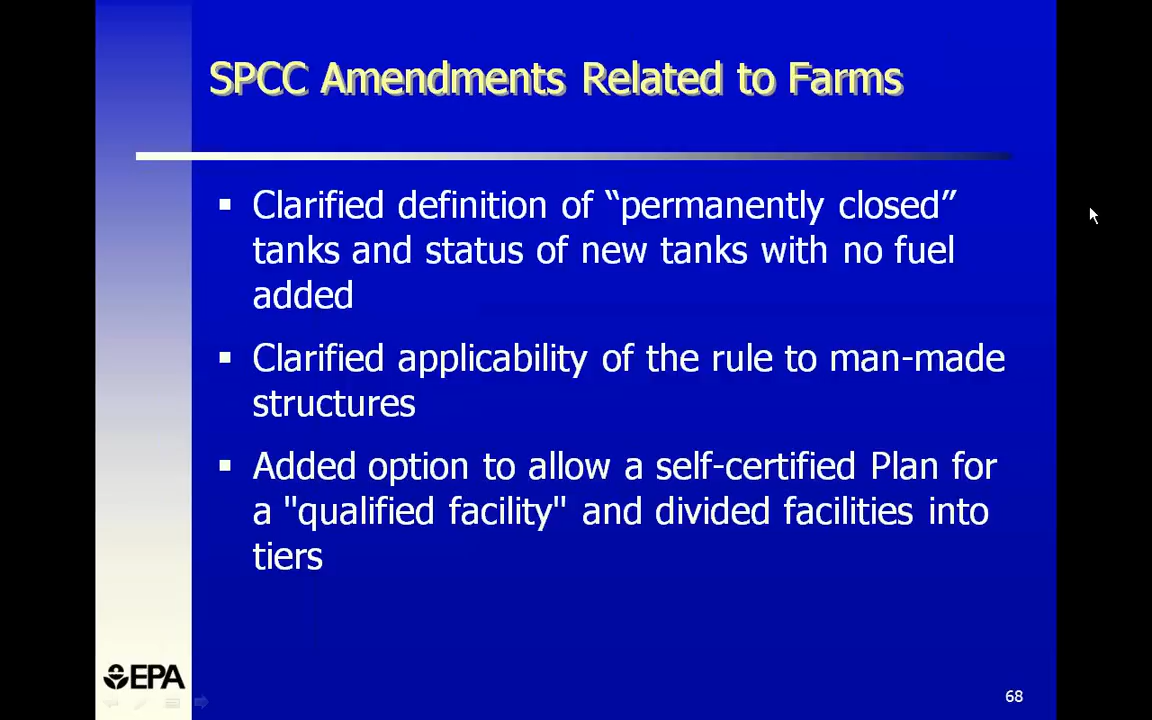 SPCC Amendments Related to Farms
▪ Clarified definition of “permanently closed”
tanks and status of new tanks with no fuel
added
▪ Clarified applicability of the rule to man-made
structures
▪ Added option to allow a self-certified Plan for
a "qualified facility" and divided facilities into
tiers
EPA
68